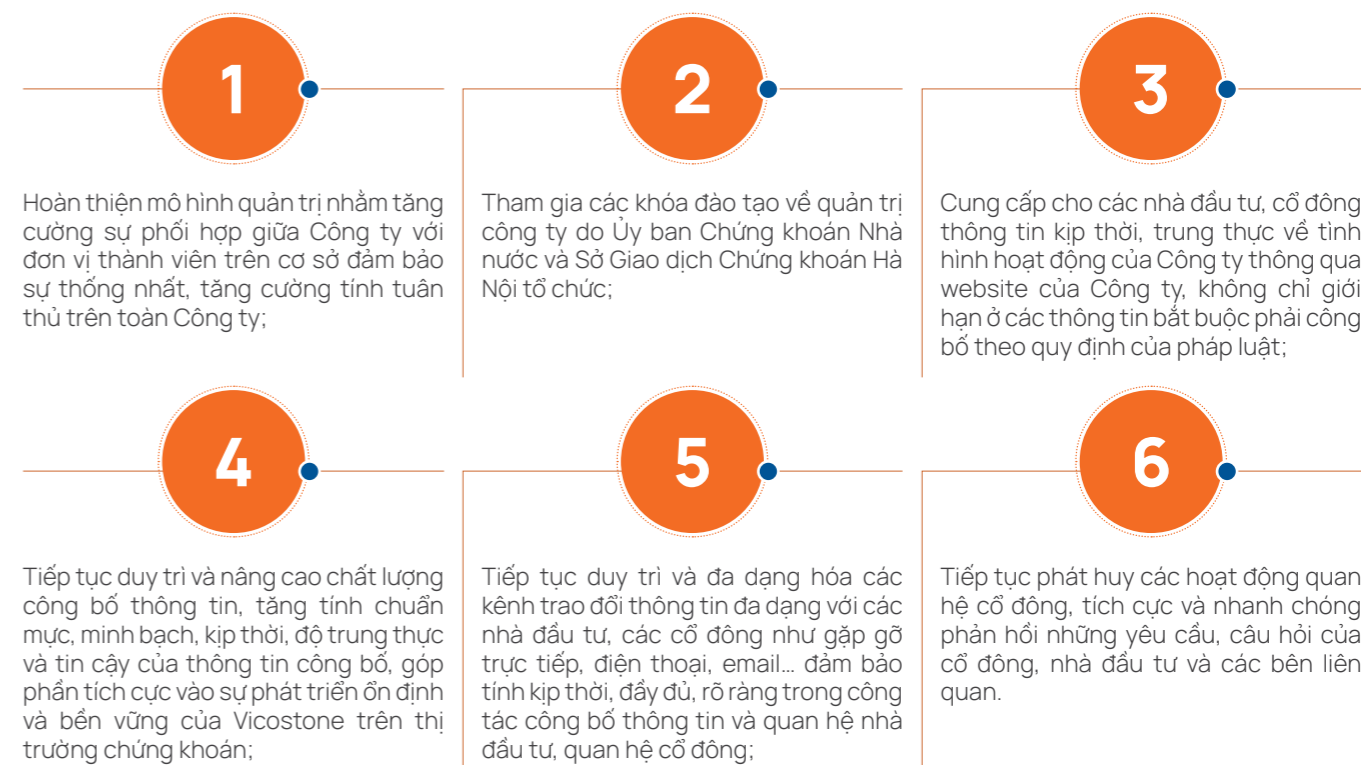 1
Hoàn thiện mô hình quản trị nhằm tăng
cường sự phối hợp giữa Công ty với
đơn vị thành viên trên cơ sở đảm bảo
sự thống nhất, tăng cường tính tuân
thủ trên toàn Công ty;
2
Tham gia các khóa đào tạo về quản trị
công ty do Ủy ban Chứng khoán Nhà
nước và Sở Giao dịch Chứng khoán Hà
Nội tổ chức;
3
Cung cấp cho các nhà đầu tư, cổ đông
thông tin kịp thời, trung thực về tình
hình hoạt động của Công ty thông qua
website của Công ty, không chỉ giới
hạn ở các thông tin bắt buộc phải công
bố theo quy định của pháp luật;
4
Tiếp tục duy trì và nâng cao chất lượng
công bố thông tin, tăng tính chuẩn
mực, minh bạch, kịp thời, độ trung thực
và tin cậy của thông tin công bố, góp
phần tích cực vào sự phát triển ổn định
và bền vững của Vicostone trên thị
trường chứng khoán;
5
Tiếp tục duy trì và đa dạng hóa các
kênh trao đổi thông tin đa dạng với các
nhà đầu tư, các cổ đông như gặp gỡ
trực tiếp, điện thoại, email... đảm bảo
tính kịp thời, đầy đủ, rõ ràng trong công
tác công bố thông tin và quan hệ nhà
đầu tư, quan hệ cổ đông;
6
Tiếp tục phát huy các hoạt động quan
hệ cổ đông, tích cực và nhanh chóng
phản hồi những yêu cầu, câu hỏi của
cổ đông, nhà đầu tư và các bên liên
quan.